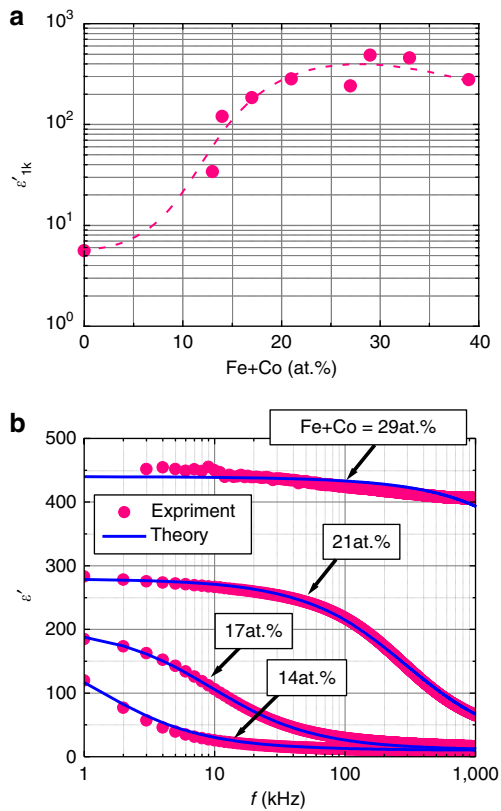 a
10³
10²
10¹
10⁰
ε′1k
0
10
20
30
40
Fe+Co (at.%)
b
Fe+Co = 29at.%
500
400
300
200
100
0
ε′
Expriment
Theory
21at.%
17at.%
14at.%
1
10
100
1,000
f (kHz)